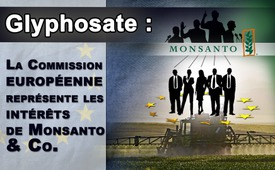 Glyphosate :
MONSANTO
La Commission
européenne
représente les
intérêts
de Monsanto
& Co.